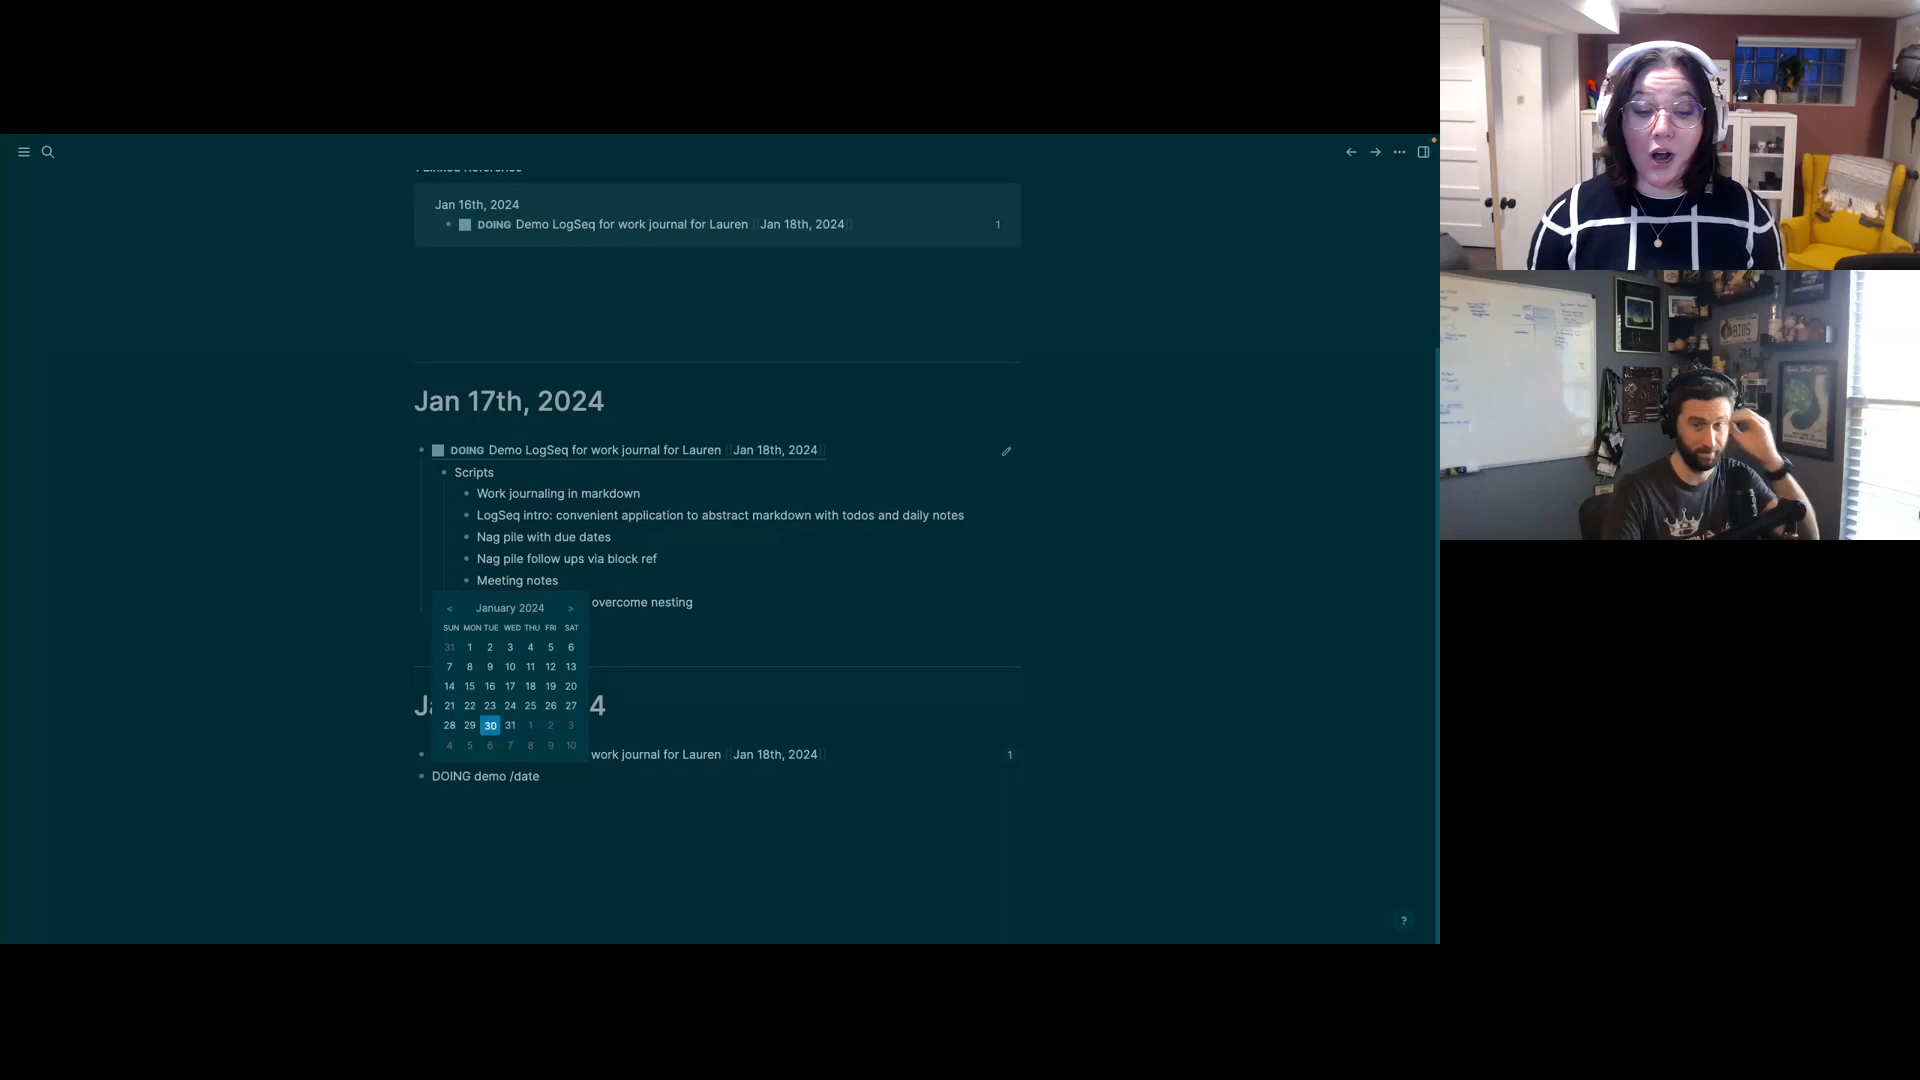 Jan 16th, 2024
DOING Demo LogSeq for work journal for Lauren [[Jan 18th, 2024]]
1
Jan 17th, 2024
DOING Demo LogSeq for work journal for Lauren [[Jan 18th, 2024]]
Scripts
Work journaling in markdown
LogSeq intro: convenient application to abstract markdown with todos and daily notes
Nag pile with due dates
Nag pile follow ups via block ref
Meeting notes
overcome nesting
< January 2024 >
SUN MON TUE WED THU FRI SAT
31 1 2 3 4 5 6
7 8 9 10 11 12 13
14 15 16 17 18 19 20
21 22 23 24 25 26 27
28 29 30 31 1 2 3
4 5 6 7 8 9 10
4
work journal for Lauren [[Jan 18th, 2024]]
1
DOING demo /date
?
BIOS